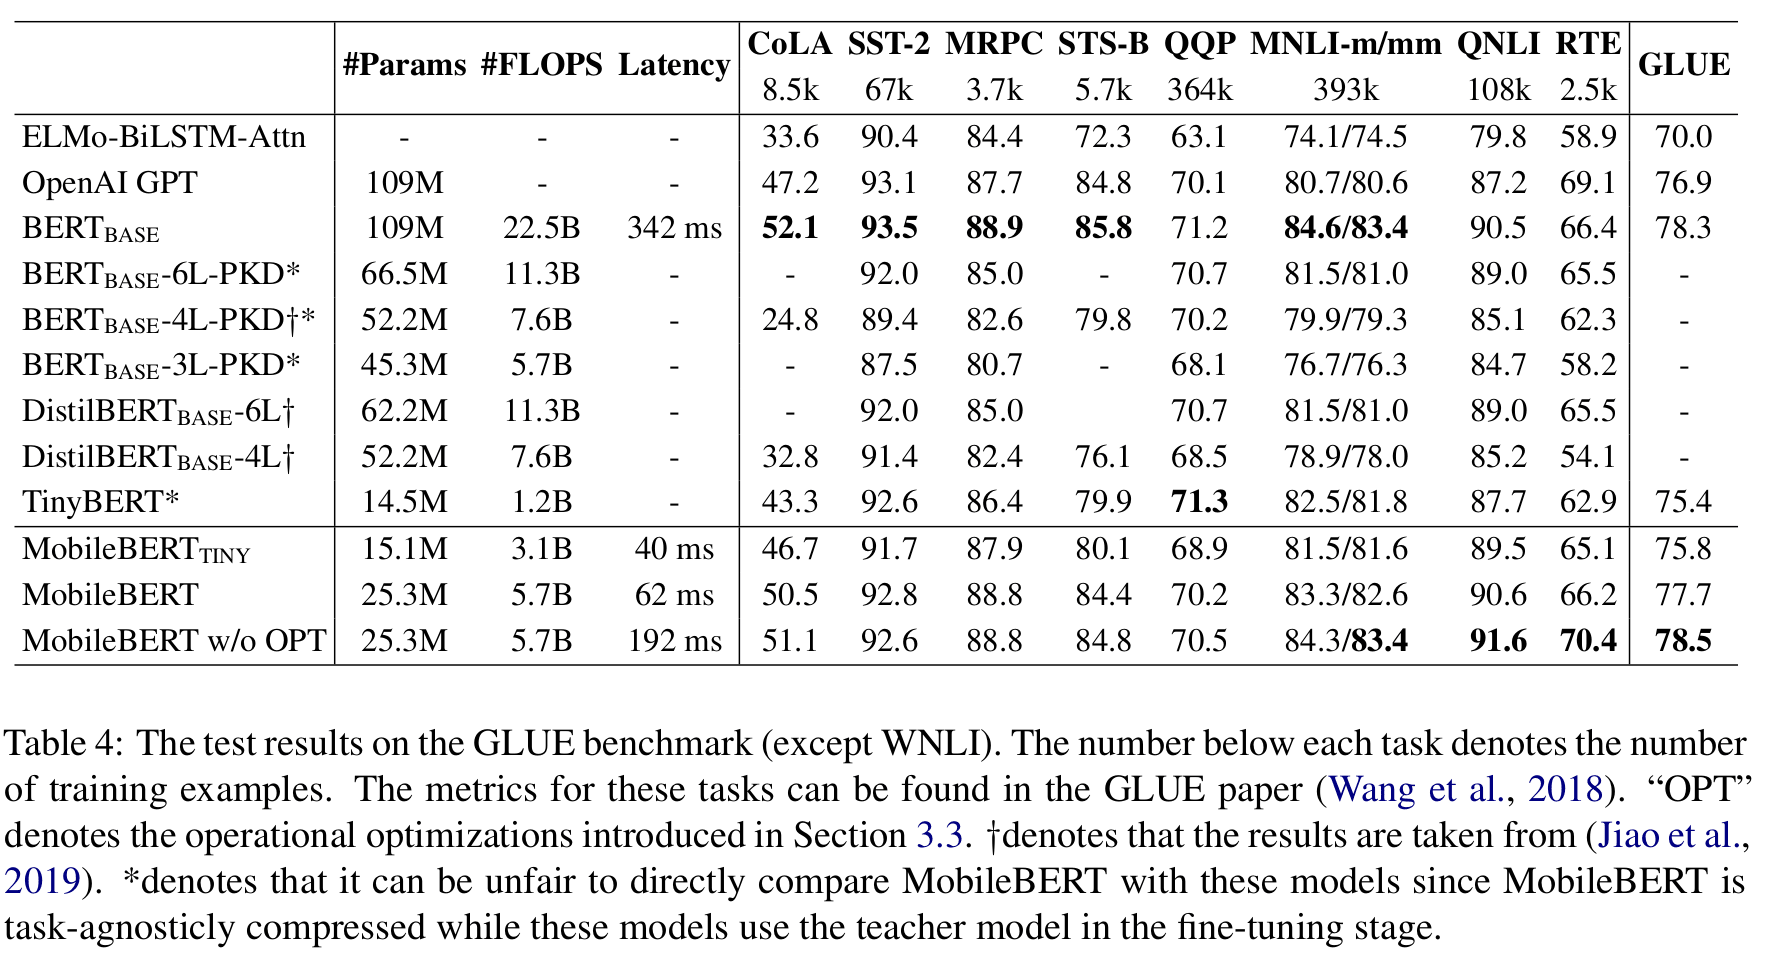 #Params #FLOPS Latency CoLA SST-2 MRPC STS-B QQP MNLI-m/mm QNLI RTE GLUE
8.5k 67k 3.7k 5.7k 364k 393k 108k 2.5k
ELMo-BiLSTM-Attn - - - 33.6 90.4 84.4 72.3 63.1 74.1/74.5 79.8 58.9 70.0
OpenAI GPT 109M - - 47.2 93.1 87.7 84.8 70.1 80.7/80.6 87.2 69.1 76.9
BERTBASE 109M 22.5B 342 ms 52.1 93.5 88.9 85.8 71.2 84.6/83.4 90.5 66.4 78.3
BERTBASE-6L-PKD* 66.5M 11.3B - - 92.0 85.0 - 70.7 81.5/81.0 89.0 65.5 -
BERTBASE-4L-PKD†* 52.2M 7.6B - 24.8 89.4 82.6 79.8 70.2 79.9/79.3 85.1 62.3 -
BERTBASE-3L-PKD* 45.3M 5.7B - - 87.5 80.7 - 68.1 76.7/76.3 84.7 58.2 -
DistilBERTBASE-6L† 62.2M 11.3B - - 92.0 85.0 70.7 81.5/81.0 89.0 65.5 -
DistilBERTBASE-4L† 52.2M 7.6B - 32.8 91.4 82.4 76.1 68.5 78.9/78.0 85.2 54.1 -
TinyBERT* 14.5M 1.2B - 43.3 92.6 86.4 79.9 71.3 82.5/81.8 87.7 62.9 75.4
MobileBERTTINY 15.1M 3.1B 40 ms 46.7 91.7 87.9 80.1 68.9 81.5/81.6 89.5 65.1 75.8
MobileBERT 25.3M 5.7B 62 ms 50.5 92.8 88.8 84.4 70.2 83.3/82.6 90.6 66.2 77.7
MobileBERT w/o OPT 25.3M 5.7B 192 ms 51.1 92.6 88.8 84.8 70.5 84.3/83.4 91.6 70.4 78.5
Table 4: The test results on the GLUE benchmark (except WNLI). The number below each task denotes the number
of training examples. The metrics for these tasks can be found in the GLUE paper (Wang et al., 2018). “OPT”
denotes the operational optimizations introduced in Section 3.3. †denotes that the results are taken from (Jiao et al.,
2019). *denotes that it can be unfair to directly compare MobileBERT with these models since MobileBERT is
task-agnosticly compressed while these models use the teacher model in the fine-tuning stage.